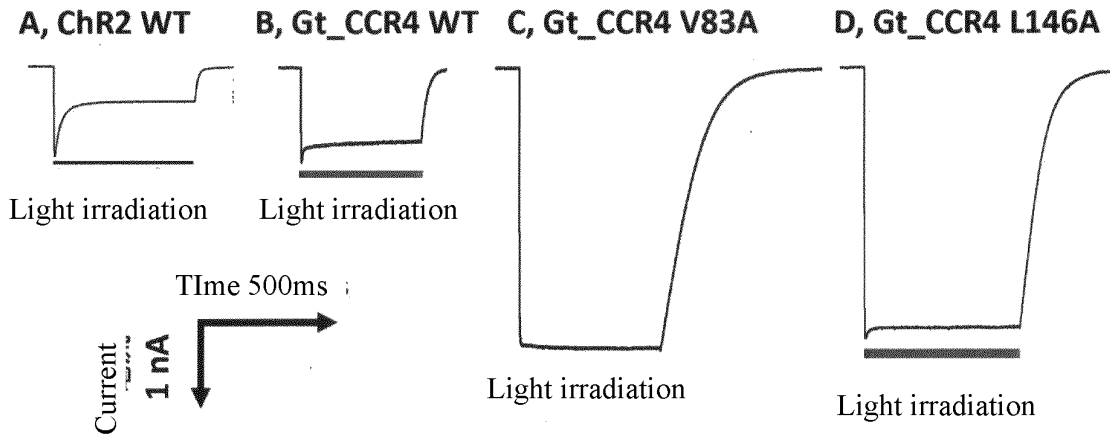 A, ChR2 WT
B, Gt_CCR4 WT
C, Gt_CCR4 V83A
D, Gt_CCR4 L146A
Light irradiation
Light irradiation
Light irradiation
Light irradiation
TIme 500ms
Current
1 nA